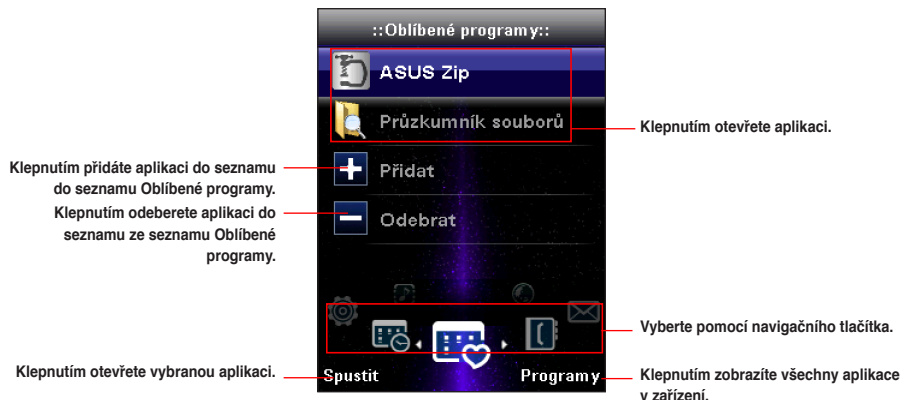 ::Oblíbené programy::
ASUS Zip
Průzkumník souborů
Klepnutím otevřete aplikaci.
Klepnutím přidáte aplikaci do seznamu
do seznamu Oblíbené programy.
Přidat
Klepnutím odeberete aplikaci do
seznamu ze seznamu Oblíbené
programy.
Odebrat
Vyberte pomocí navigačního tlačítka.
Klepnutím otevřete vybranou aplikaci.
Spustit
Programy
Klepnutím zobrazíte všechny aplikace
v zařízení.